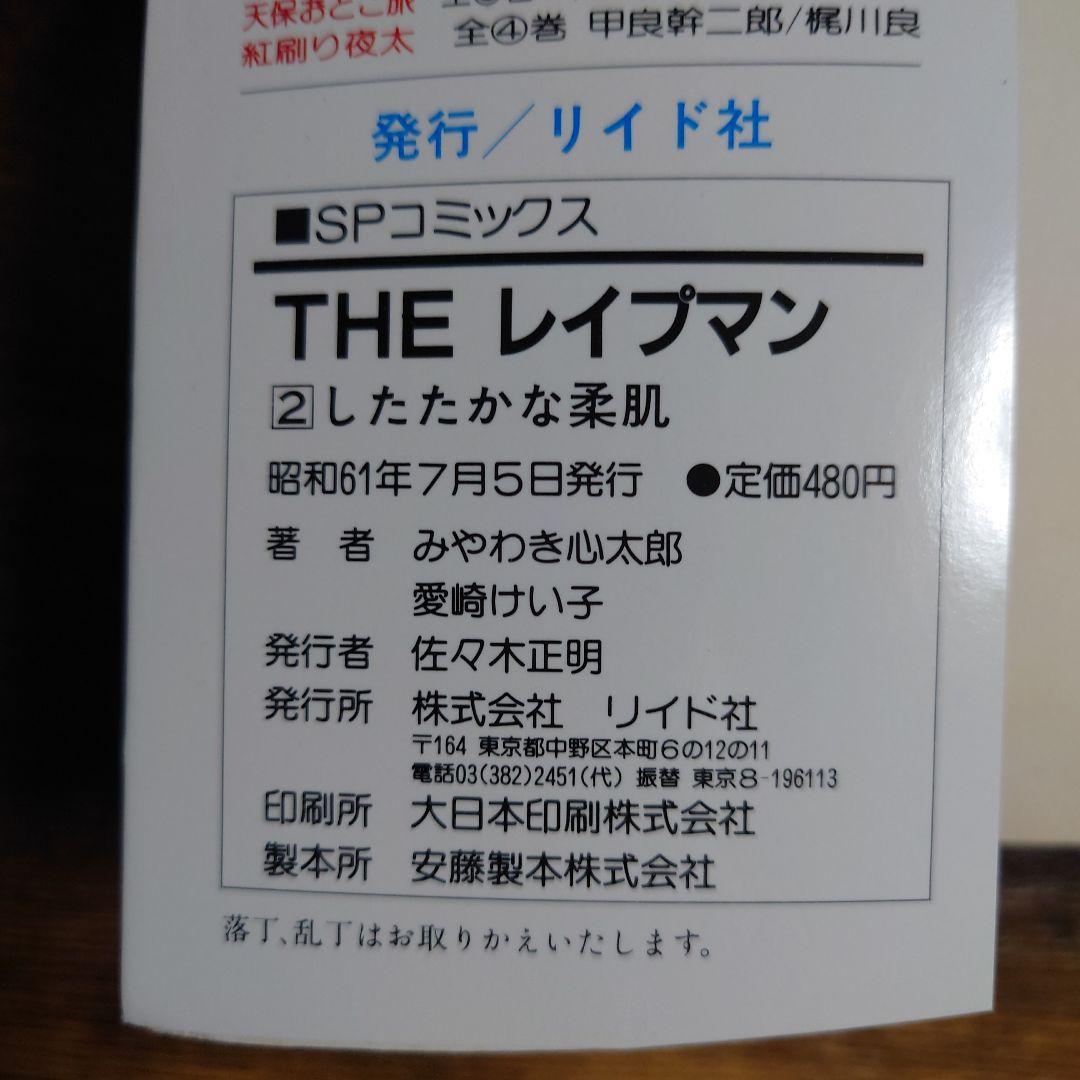 天保おとこ旅
紅刷り夜太 全④巻 甲良幹二郎/梶川良
発行/リイド社
■SPコミックス
THE レイプマン
2したたかな柔肌
昭和61年7月5日発行 ●定価480円
著 者 みやわき心太郎
愛崎けい子
発行者 佐々木正明
発行所 株式会社 リイド社
〒164 東京都中野区本町6の12の11
電話03(382)2451(代) 振替 東京8-196113
印刷所 大日本印刷株式会社
製本所 安藤製本株式会社
落丁、乱丁はお取りかえいたします。